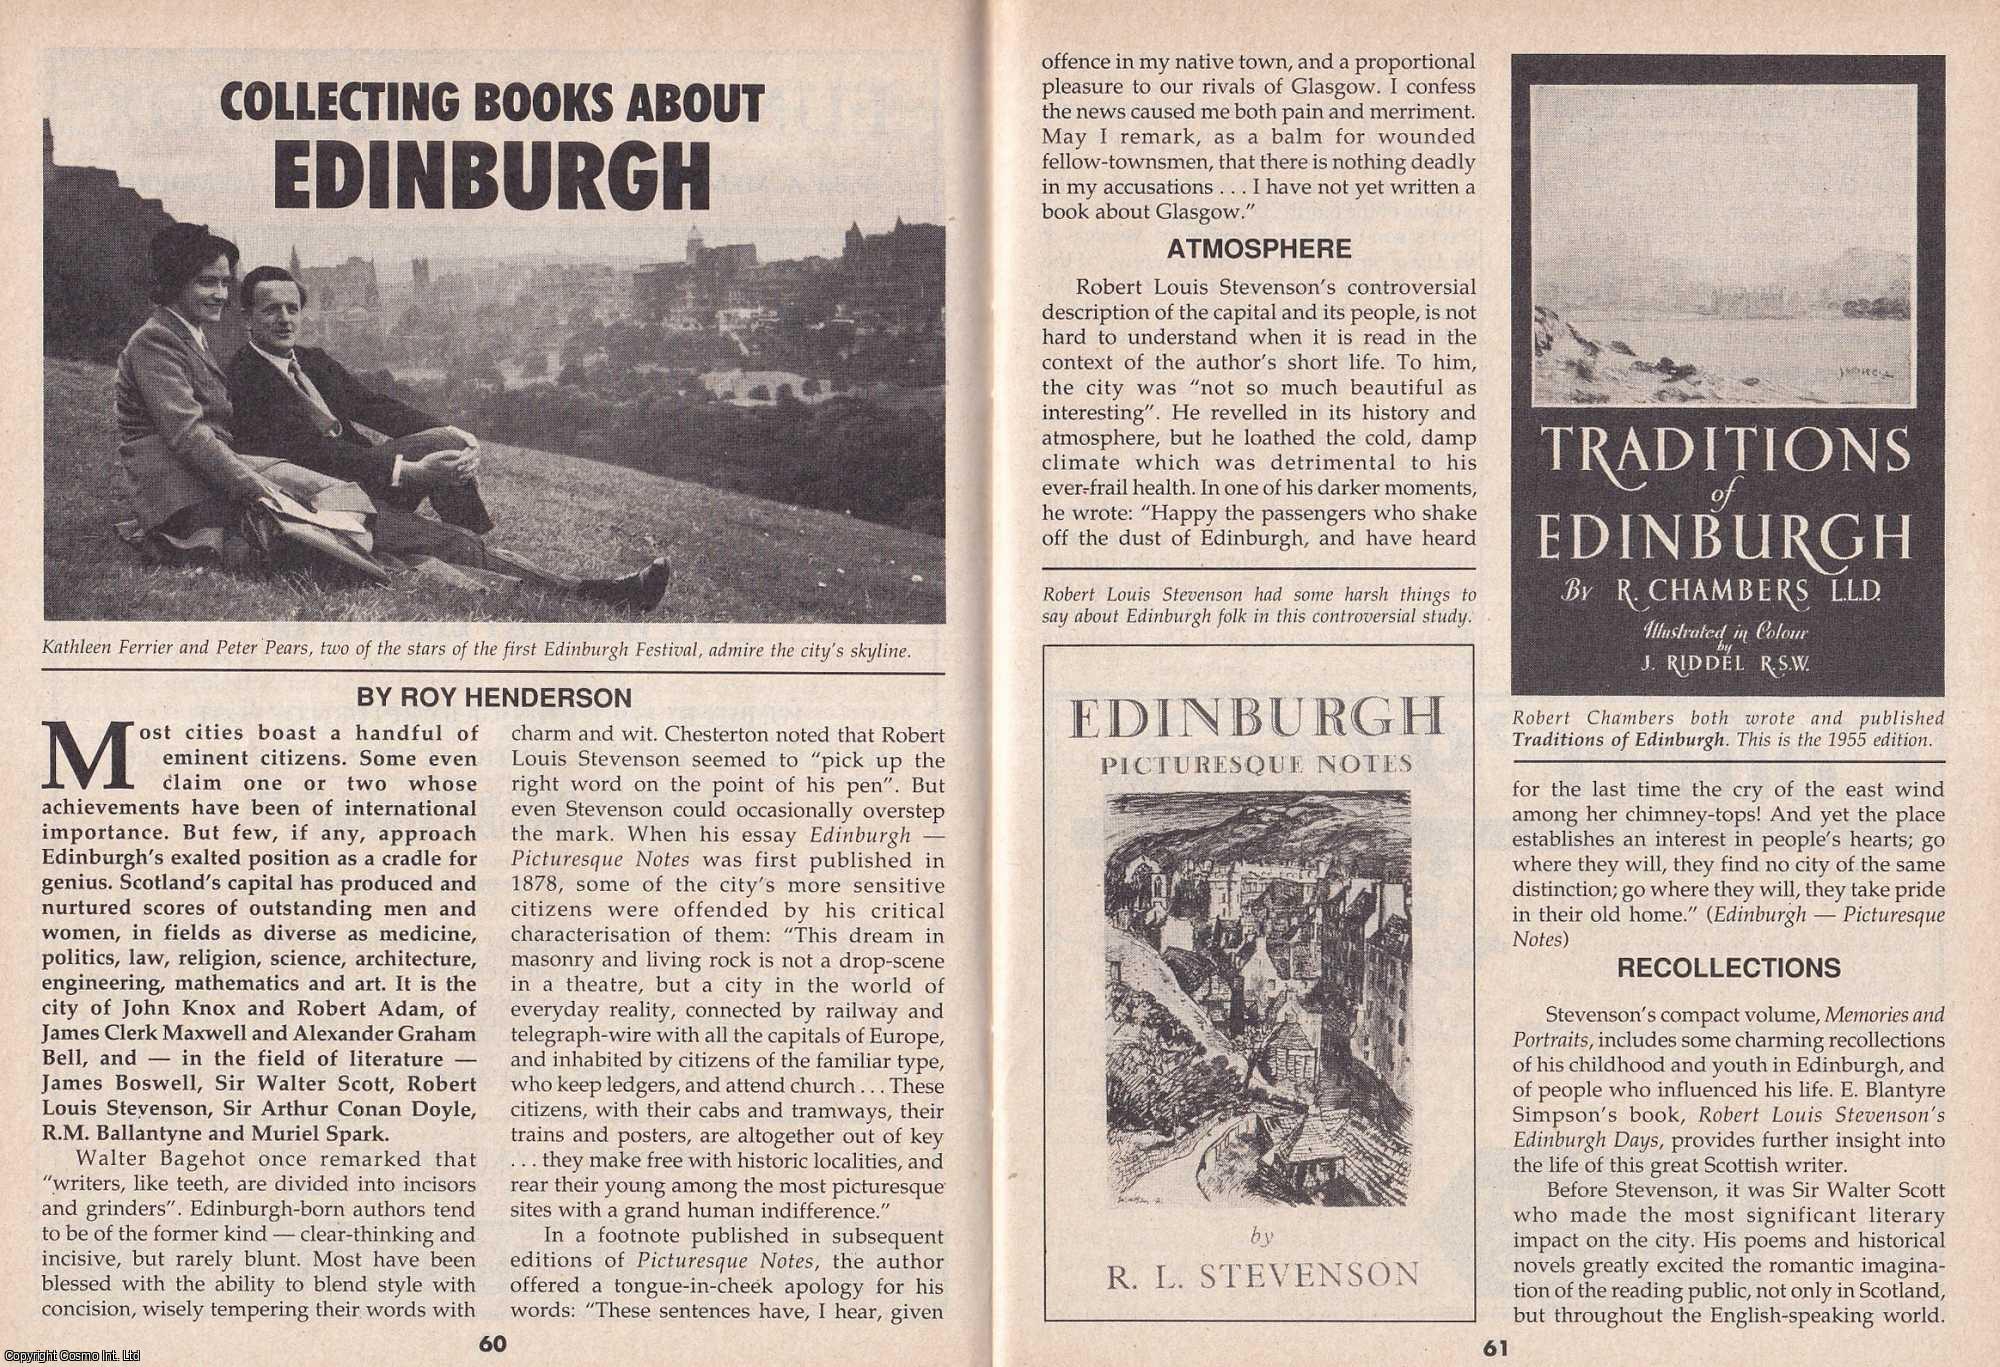 COLLECTING BOOKS ABOUT
EDINBURGH
Kathleen Ferrier and Peter Pears, two of the stars of the first Edinburgh Festival, admire the city's skyline.
BY ROY HENDERSON
Most cities boast a handful of
eminent citizens. Some even
claim one or two whose
achievements have been of international
importance. But few, if any, approach
Edinburgh's exalted position as a cradle for
genius. Scotland's capital has produced and
nurtured scores of outstanding men and
women, in fields as diverse as medicine,
politics, law, religion, science, architecture,
engineering, mathematics and art. It is the
city of John Knox and Robert Adam, of
James Clerk Maxwell and Alexander Graham
Bell, and — in the field of literature —
James Boswell, Sir Walter Scott, Robert
Louis Stevenson, Sir Arthur Conan Doyle,
R.M. Ballantyne and Muriel Spark.
Walter Bagehot once remarked that
"writers, like teeth, are divided into incisors
and grinders". Edinburgh-born authors tend
to be of the former kind — clear-thinking and
incisive, but rarely blunt. Most have been
blessed with the ability to blend style with
concision, wisely tempering their words with
charm and wit. Chesterton noted that Robert
Louis Stevenson seemed to "pick up the
right word on the point of his pen". But
even Stevenson could occasionally overstep
the mark. When his essay Edinburgh —
Picturesque Notes was first published in
1878, some of the city's more sensitive
citizens were offended by his critical
characterisation of them: "This dream in
masonry and living rock is not a drop-scene
in a theatre, but a city in the world of
everyday reality, connected by railway and
telegraph-wire with all the capitals of Europe,
and inhabited by citizens of the familiar type,
who keep ledgers, and attend church . . . These
citizens, with their cabs and tramways, their
trains and posters, are altogether out of key
. . . they make free with historic localities, and
rear their young among the most picturesque
sites with a grand human indifference."
In a footnote published in subsequent
editions of Picturesque Notes, the author
offered a tongue-in-cheek apology for his
words: "These sentences have, I hear, given
60
Copyright Cosmo Int. Ltd
offence in my native town, and a proportional
pleasure to our rivals of Glasgow. I confess
the news caused me both pain and merriment.
May I remark, as a balm for wounded
fellow-townsmen, that there is nothing deadly
in my accusations . . . I have not yet written a
book about Glasgow."
ATMOSPHERE
Robert Louis Stevenson's controversial
description of the capital and its people, is not
hard to understand when it is read in the
context of the author's short life. To him,
the city was "not so much beautiful as
interesting". He revelled in its history and
atmosphere, but he loathed the cold, damp
climate which was detrimental to his
ever-frail health. In one of his darker moments,
he wrote: "Happy the passengers who shake
off the dust of Edinburgh, and have heard
Robert Louis Stevenson had some harsh things to
say about Edinburgh folk in this controversial study.
EDINBURGH
PICTURESQUE NOTES
by
R. L. STEVENSON
TRADITIONS
of
EDINBURGH
By R. CHAMBERS L.L.D.
Illustrated in Colour
by
J. RIDDEL R.S.W.
Robert Chambers both wrote and published
Traditions of Edinburgh. This is the 1955 edition.
for the last time the cry of the east wind
among her chimney-tops! And yet the place
establishes an interest in people's hearts; go
where they will, they find no city of the same
distinction; go where they will, they take pride
in their old home." (Edinburgh — Picturesque
Notes)
RECOLLECTIONS
Stevenson's compact volume, Memories and
Portraits, includes some charming recollections
of his childhood and youth in Edinburgh, and
of people who influenced his life. E. Blantyre
Simpson's book, Robert Louis Stevenson's
Edinburgh Days, provides further insight into
the life of this great Scottish writer.
Before Stevenson, it was Sir Walter Scott
who made the most significant literary
impact on the city. His poems and historical
novels greatly excited the romantic imagina-
tion of the reading public, not only in Scotland,
but throughout the English-speaking world.
61